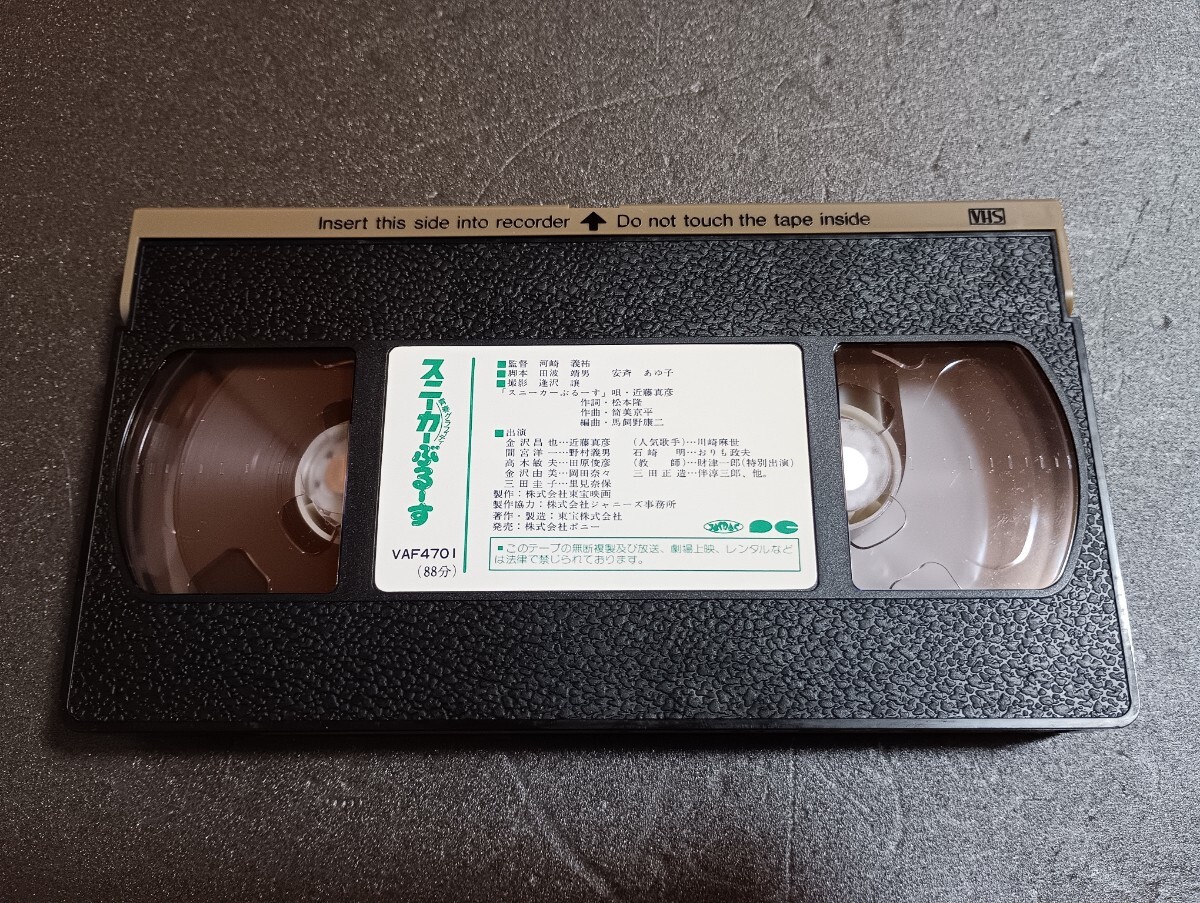 Insert this side into recorder ↑ Do not touch the tape inside
VHS
青春グラフィティ
スニーカーぶるーす
VAF4701
(88分)
■監督 河崎 義祐
■脚本 田波 靖男 安斉 あゆ子
■撮影 逢沢 譲
「スニーカーぶるーす」唄・近藤真彦
作詞・松本隆
作曲・筒美京平
編曲・馬飼野康二
■出演
金沢昌也…近藤真彦 (人気歌手)…川崎麻世
間宮洋一…野村義男 石崎 明…おりも政夫
高木敏夫…田原俊彦 (教 師)…財津一郎(特別出演)
金沢由美…岡田奈々 三田正造…伴淳三郎、他。
三田圭子…里見奈保
製作:株式会社東宝映画
製作協力:株式会社ジャニーズ事務所
著作・製造:東宝株式会社
発売:株式会社ポニー
■このテープの無断複製及び放送、劇場上映、レンタルなど
は法律で禁じられております。